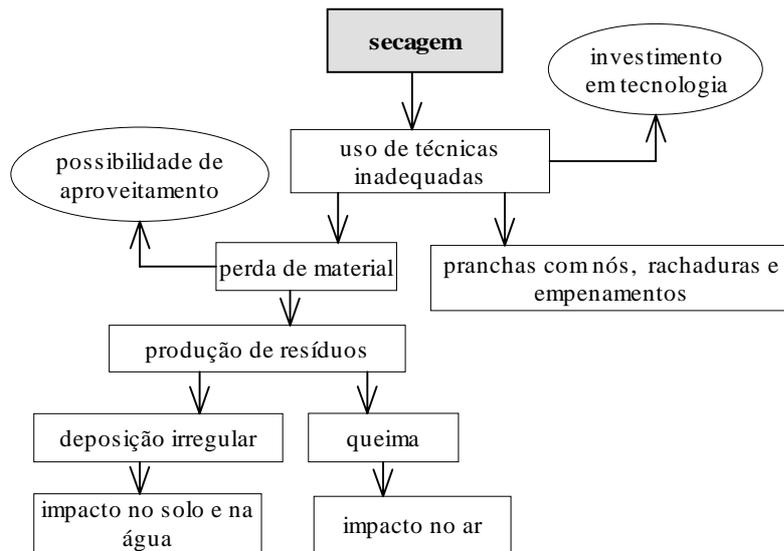 secagem
investimento
em tecnologia
uso de técnicas
inadequadas
possibilidade de
aproveitamento
perda de material
pranchas com nós, rachaduras e
empenamentos
produção de resíduos
deposição irregular
queima
impacto no solo e na
água
impacto no ar